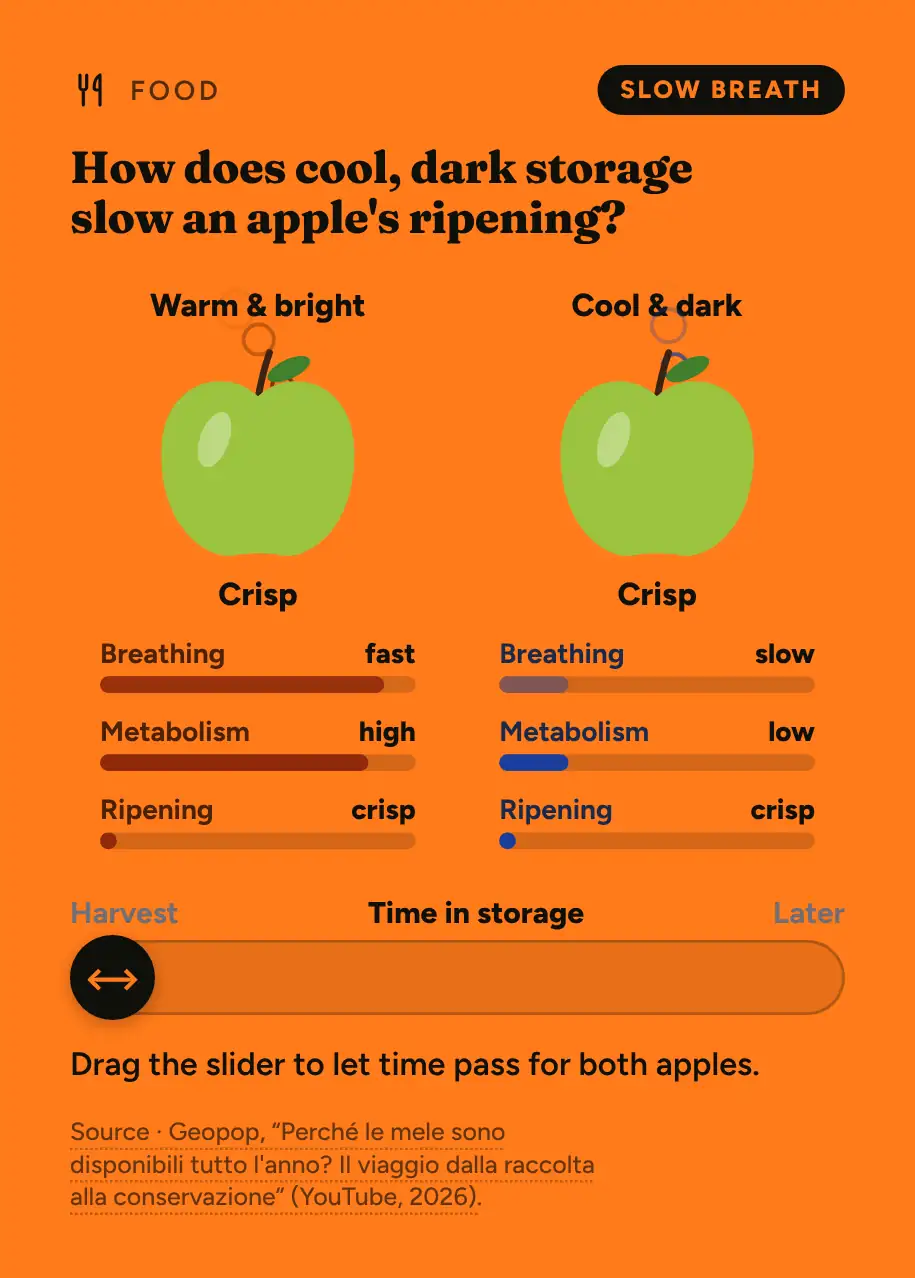 FOOD
SLOW BREATH
How does cool, dark storage
slow an apple's ripening?
Warm & bright
Cool & dark
Crisp
Crisp
Breathing fast
Metabolism high
Ripening crisp
Breathing slow
Metabolism low
Ripening crisp
Harvest Time in storage Later
Drag the slider to let time pass for both apples.
Source · Geopop, “Perché le mele sono
disponibili tutto l'anno? Il viaggio dalla raccolta
alla conservazione” (YouTube, 2026).